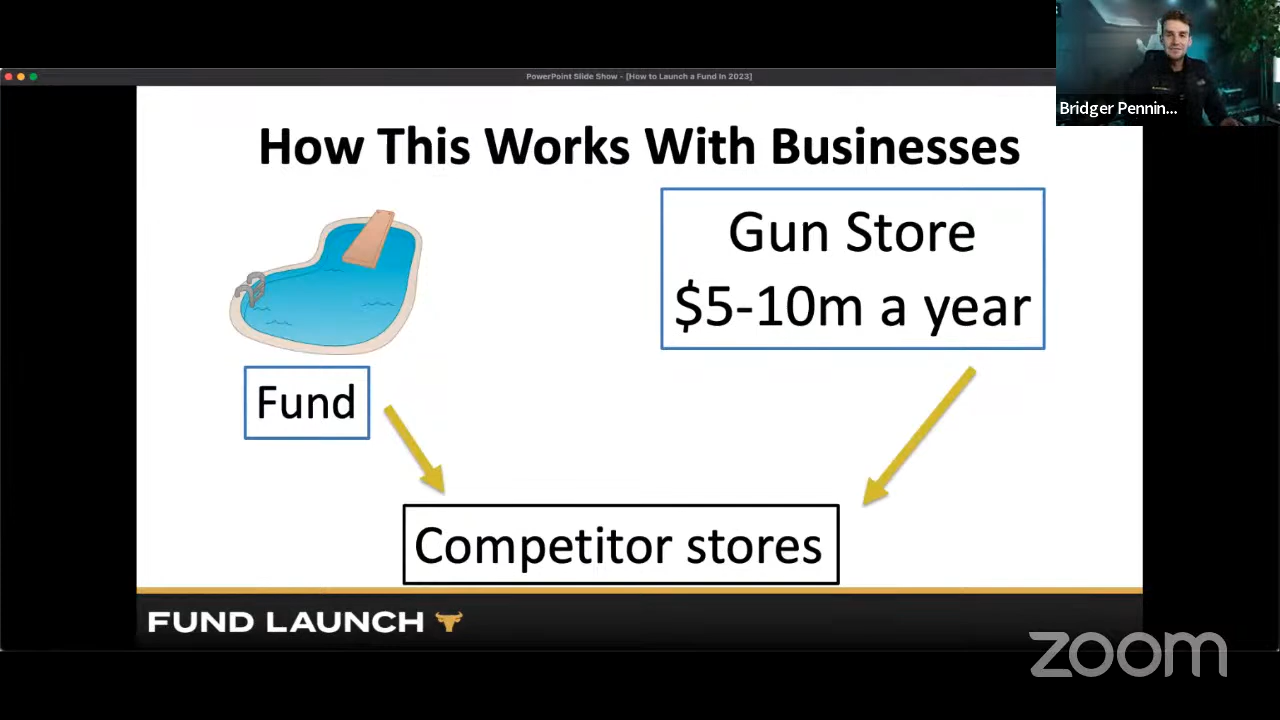 PowerPoint Slide Show - [How to Launch a Fund In 2023]
Bridger Pennin...
How This Works With Businesses
Gun Store
$5-10m a year
Fund
Competitor stores
FUND LAUNCH
zoom